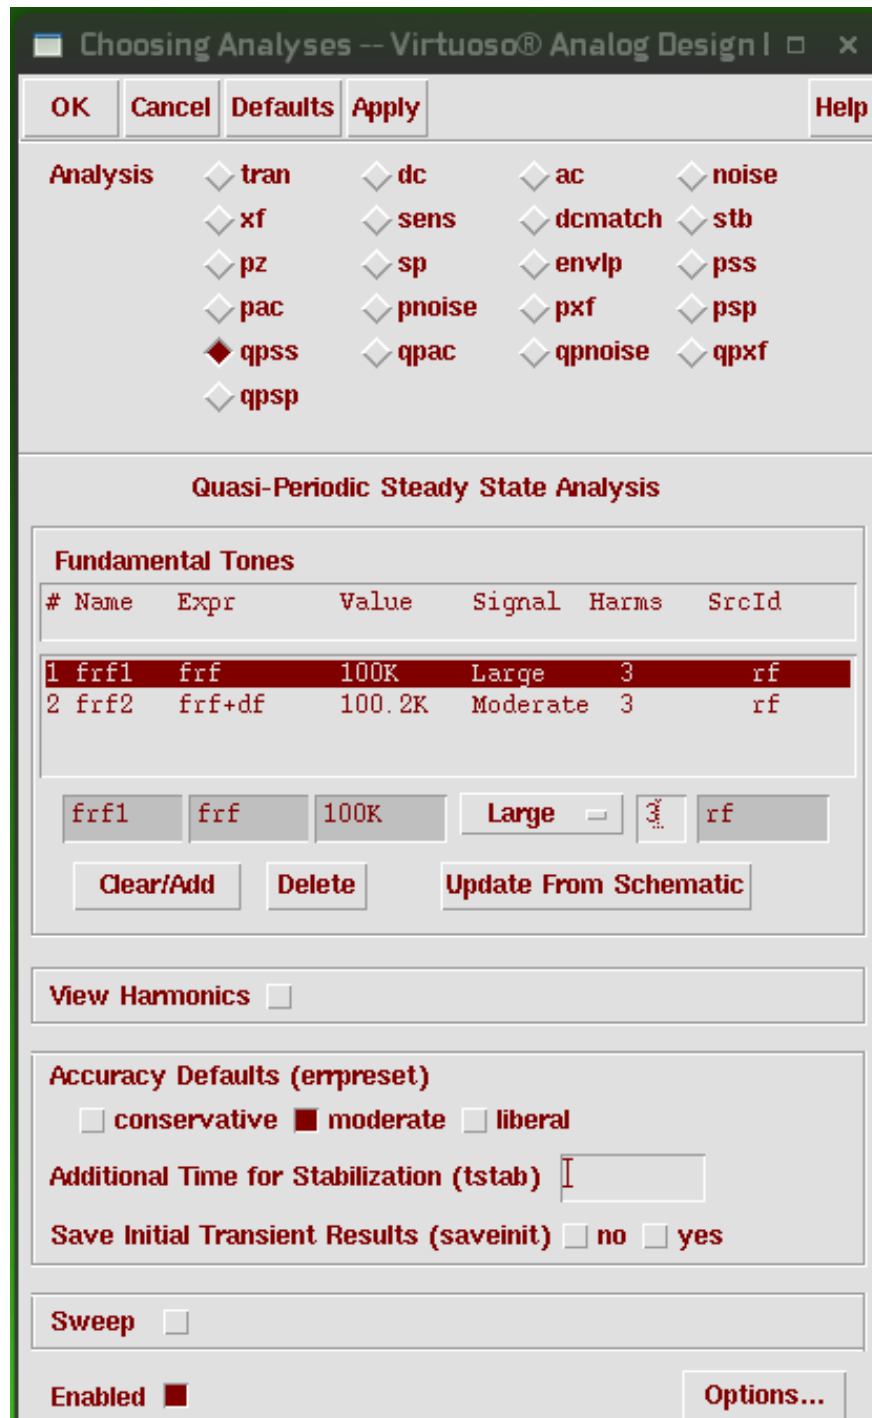 Choosing Analyses -- Virtuoso® Analog Design
OK Cancel Defaults Apply Help
Analysis tran dc ac noise
xf sens dcmatch stb
pz sp envlp pss
pac pnoise pxf psp
qpss qpac qpnoise qpxf
qpsp
Quasi-Periodic Steady State Analysis
Fundamental Tones
# Name Expr Value Signal Harms SrcId
1 frf1 frf 100K Large 3 rf
2 frf2 frf+df 100.2K Moderate 3 rf
frf1 frf 100K Large 3 rf
Clear/Add Delete Update From Schematic
View Harmonics
Accuracy Defaults (errpreset)
conservative moderate liberal
Additional Time for Stabilization (tstab)
Save Initial Transient Results (saveinit) no yes
Sweep
Enabled Options...